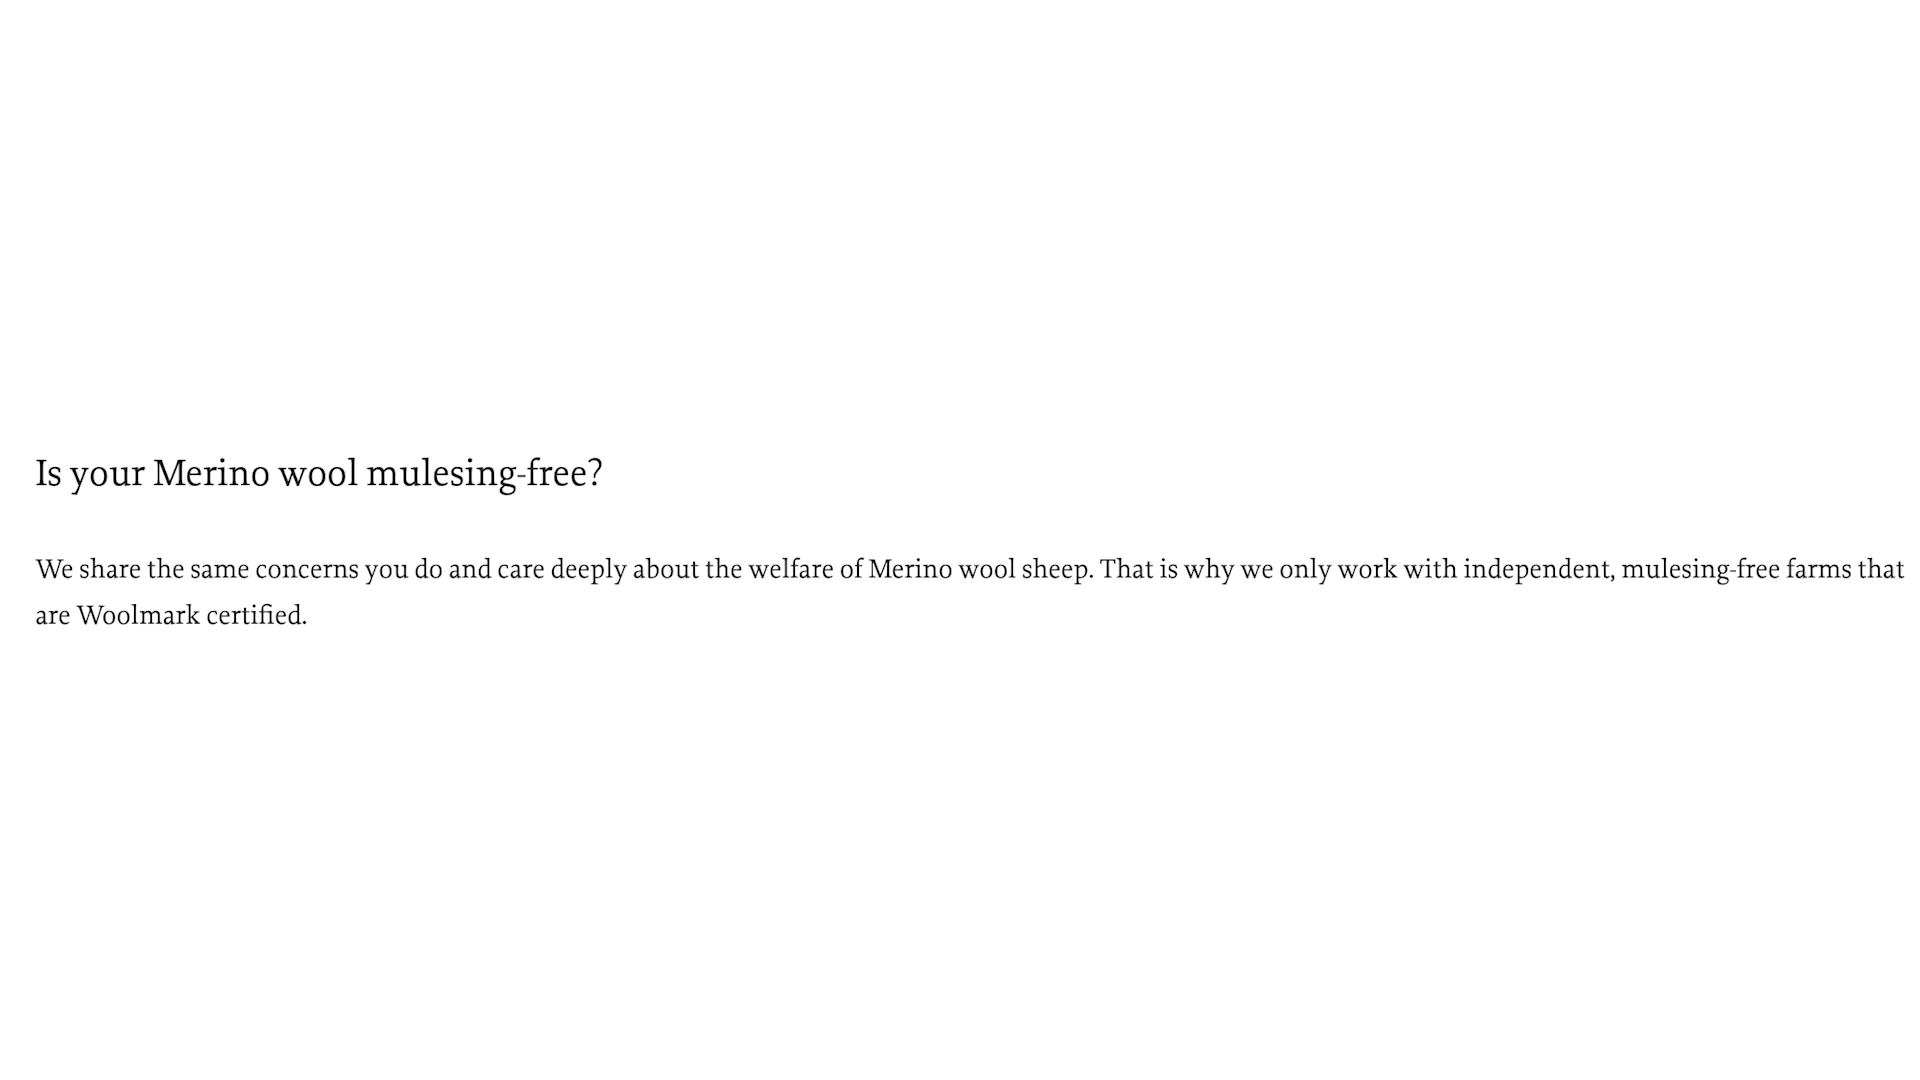 Is your Merino wool mulesing-free?
We share the same concerns you do and care deeply about the welfare of Merino wool sheep. That is why we only work with independent, mulesing-free farms that
are Woolmark certified.